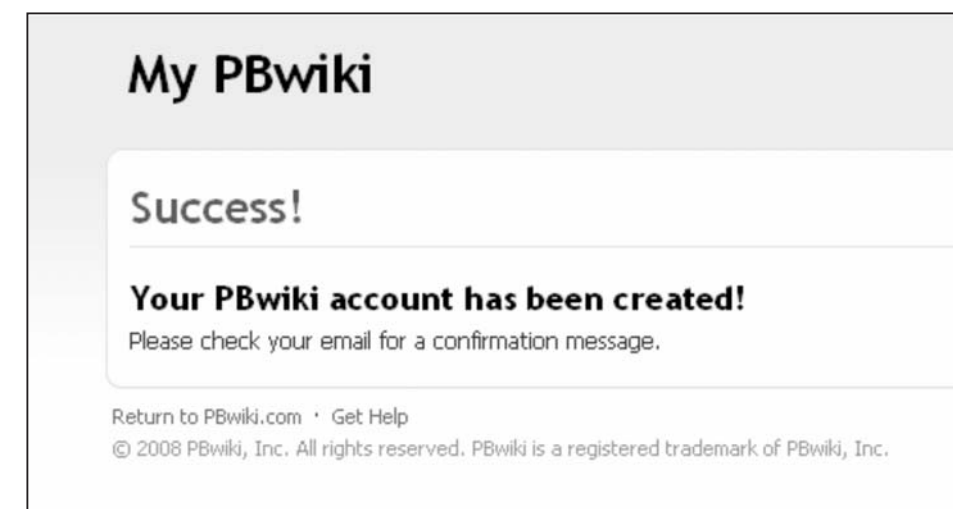 My PBwiki
Success!
Your PBwiki account has been created!
Please check your email for a confirmation message.
Return to PBwiki.com · Get Help
© 2008 PBwiki, Inc. All rights reserved. PBwiki is a registered trademark of PBwiki, Inc.